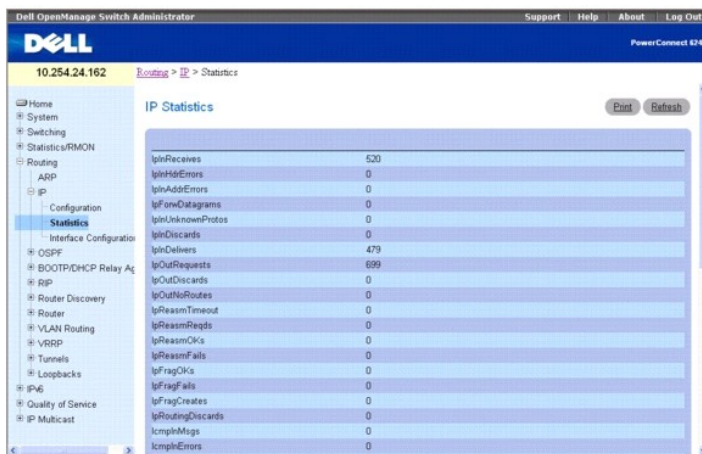 Dell OpenManage Switch Administrator
Support Help About Log Out
DELL
PowerConnect 624
10.254.24.162
Routing > IP > Statistics
Home
System
Switching
Statistics/RMON
Routing
ARP
IP
Configuration
Statistics
Interface Configuration
OSPF
BOOTP/DHCP Relay Ag
RIP
Router Discovery
Router
VLAN Routing
VRRP
Tunnels
Loopbacks
IPv6
Quality of Service
IP Multicast
IP Statistics
Print Refresh
IpInReceives 520
IpInHdrErrors 0
IpInAddrErrors 0
IpForwDatagrams 0
IpInUnknownProtos 0
IpInDiscards 0
IpInDelivers 479
IpOutRequests 699
IpOutDiscards 0
IpOutNoRoutes 0
IpReasmTimeout 0
IpReasmReqds 0
IpReasmOKs 0
IpReasmFails 0
IpFragOKs 0
IpFragFails 0
IpFragCreates 0
IpRoutingDiscards 0
IcmpInMsgs 0
IcmpInErrors 0